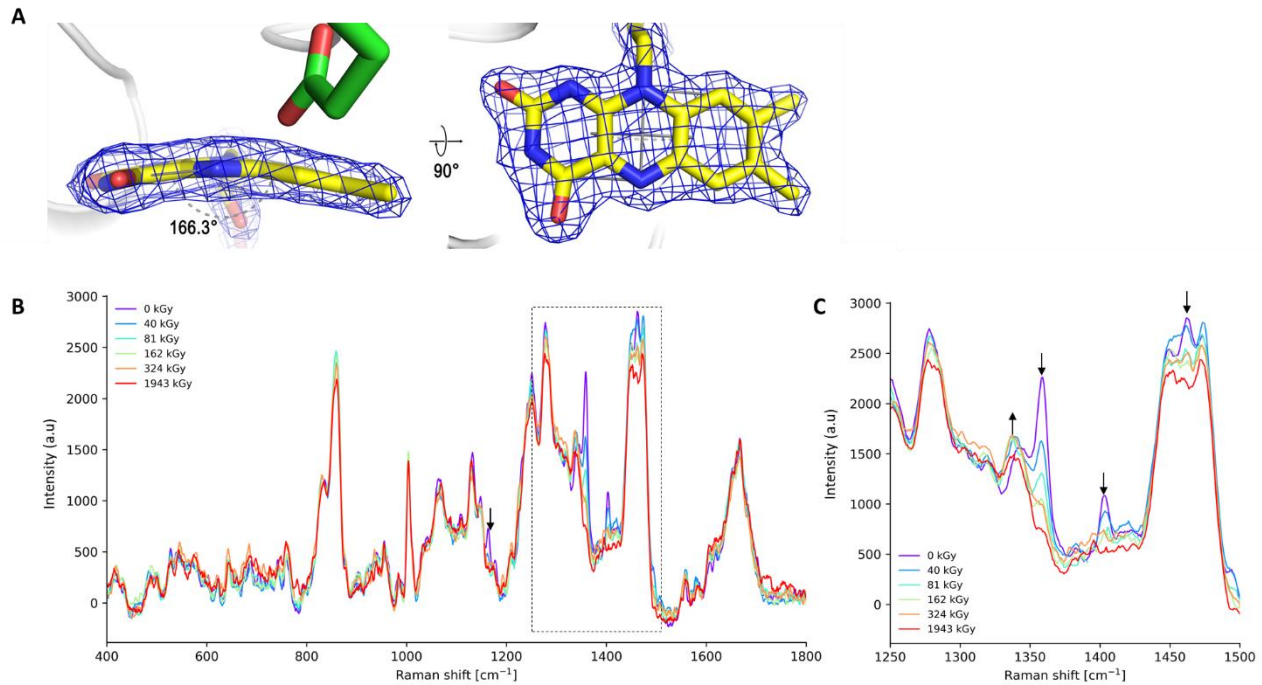 A
166.3°
90°
B
3000
2500
2000
1500
1000
500
0
Intensity (a.u)
0 kGy
40 kGy
81 kGy
162 kGy
324 kGy
1943 kGy
400
600
800
1000
1200
1400
1600
1800
Raman shift [cm⁻¹]
C
3000
2500
2000
1500
1000
500
0
Intensity (a.u)
0 kGy
40 kGy
81 kGy
162 kGy
324 kGy
1943 kGy
1250
1300
1350
1400
1450
1500
Raman shift [cm⁻¹]